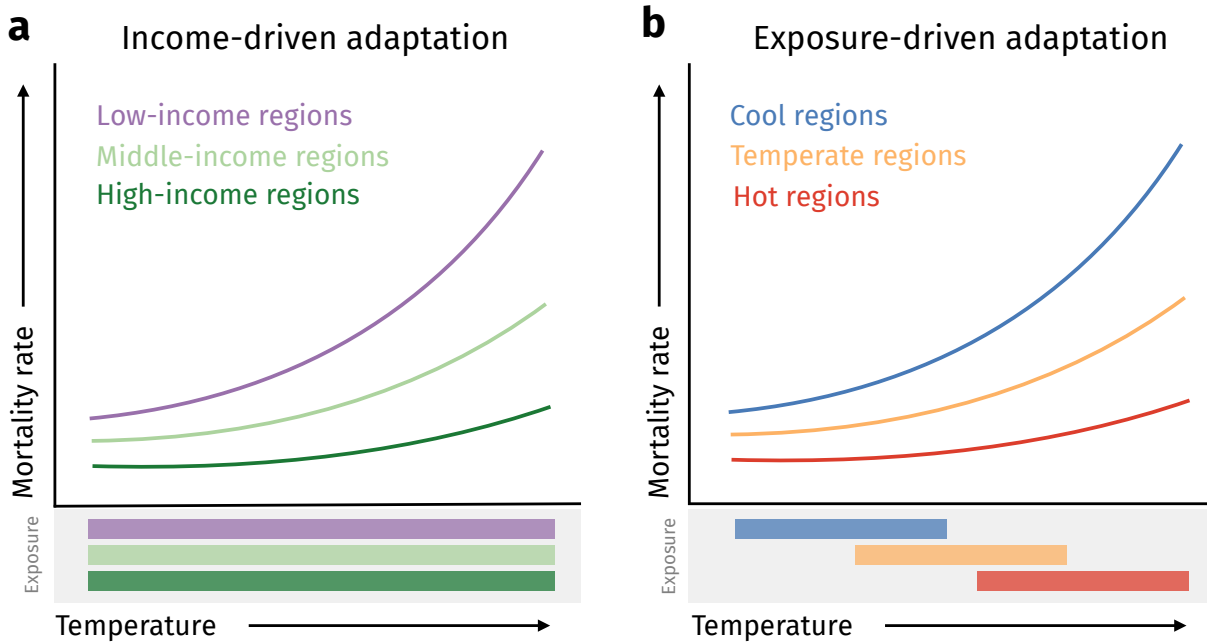 a
Income-driven adaptation
Low-income regions
Middle-income regions
High-income regions
Mortality rate
Exposure
Temperature
b
Exposure-driven adaptation
Cool regions
Temperate regions
Hot regions
Mortality rate
Exposure
Temperature